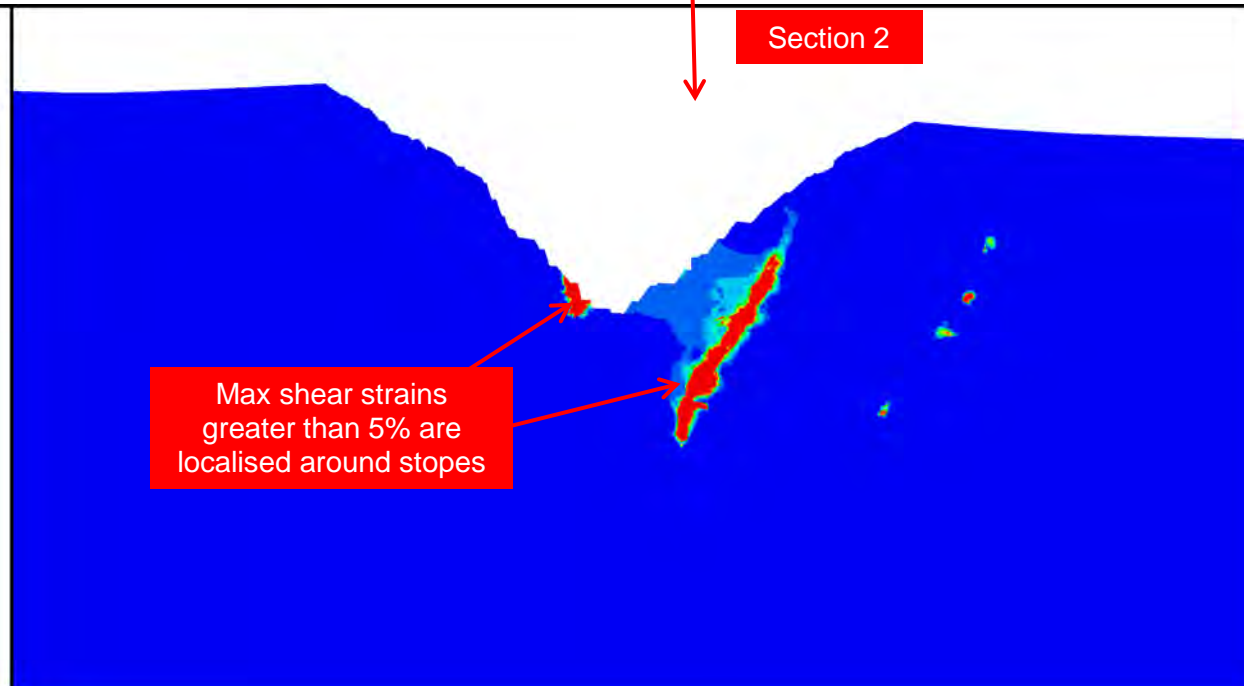 Section 2
Max shear strains
greater than 5% are
localised around stopes